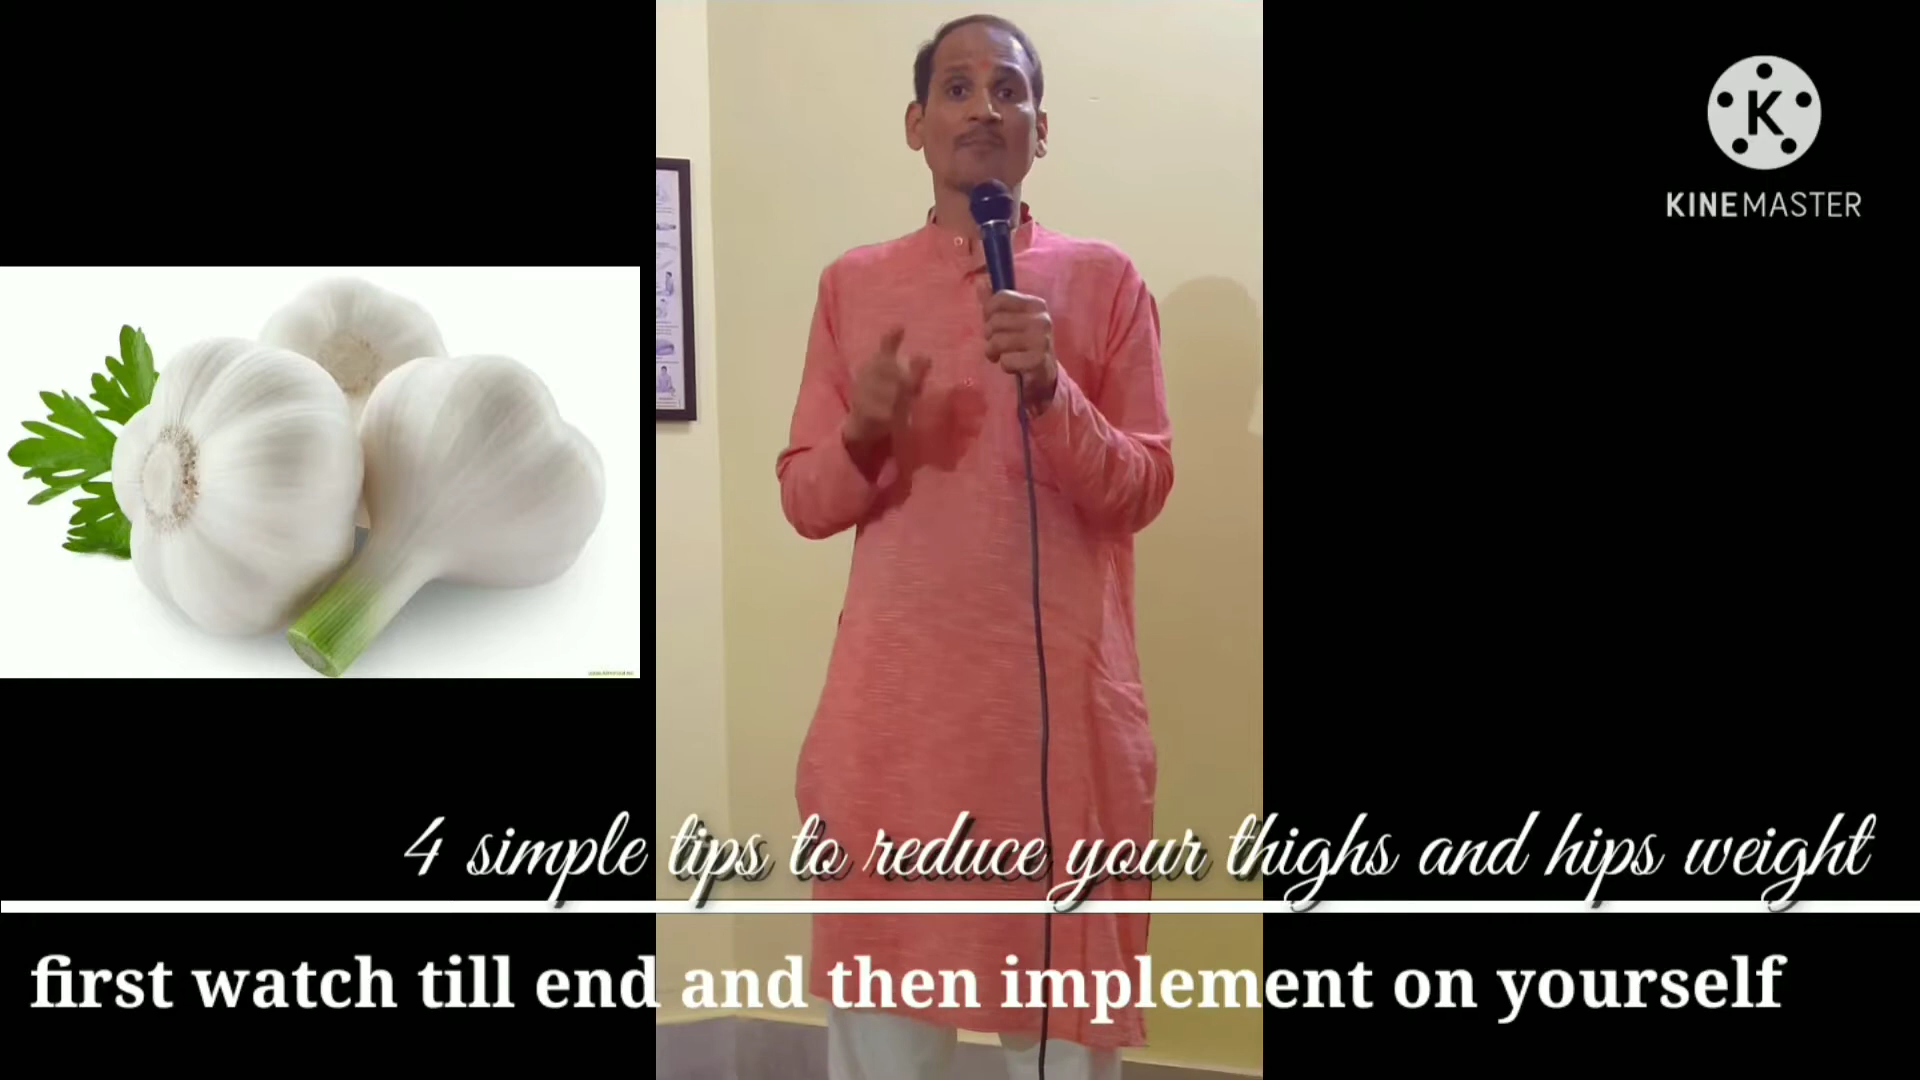 K
KINEMASTER
4 simple tips to reduce your thighs and hips weight
first watch till end and then implement on yourself